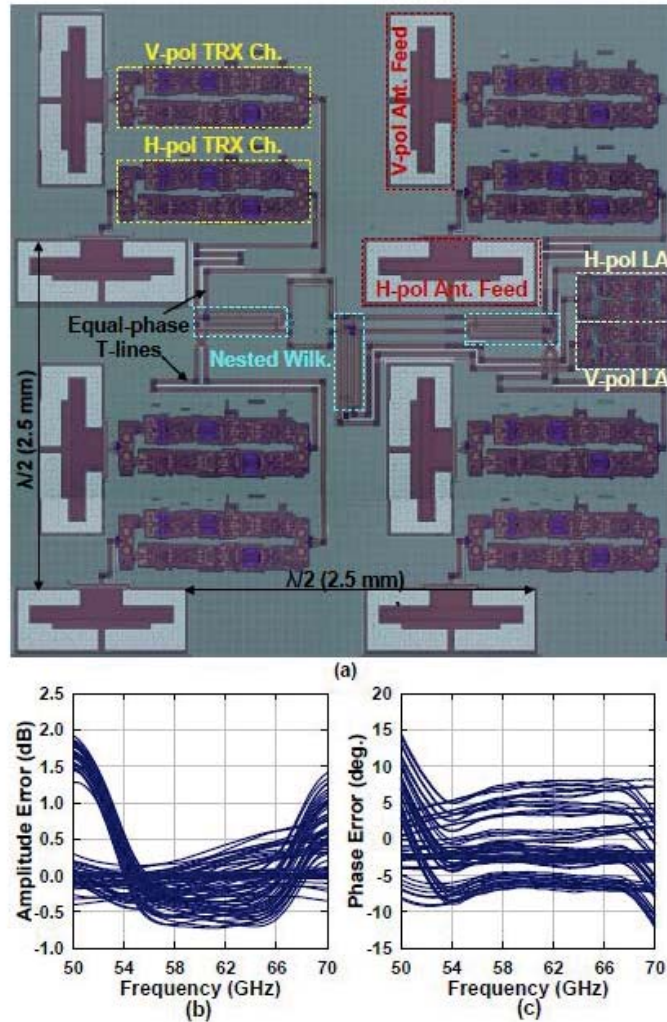 V-pol TRX Ch.
H-pol TRX Ch.
V-pol Ant. Feed
H-pol LA
H-pol Ant. Feed
Equal-phase
T-lines
Nested Wilk.
V-pol LA
λ/2 (2.5 mm)
λ/2 (2.5 mm)
(a)
Amplitude Error (dB)
2.5
2.0
1.5
1.0
0.5
0.0
-0.5
-1.0
50 54 58 62 66 70
Frequency (GHz)
(b)
Phase Error (deg.)
20
15
10
5
0
-5
-10
-15
50 54 58 62 66 70
Frequency (GHz)
(c)